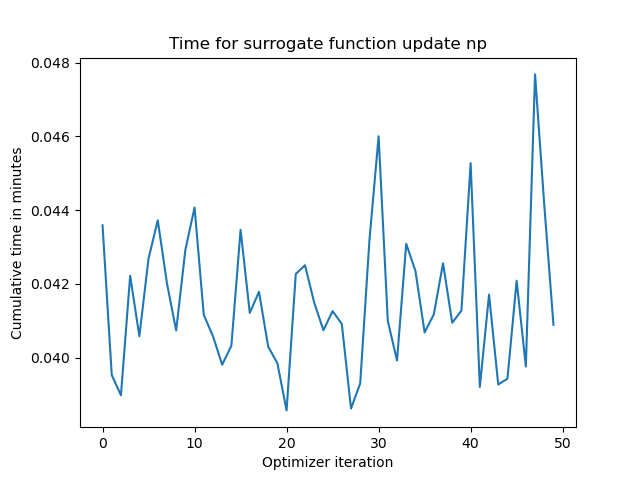 Time for surrogate function update np
Cumulative time in minutes
0.048
0.046
0.044
0.042
0.040
0 10 20 30 40 50
Optimizer iteration